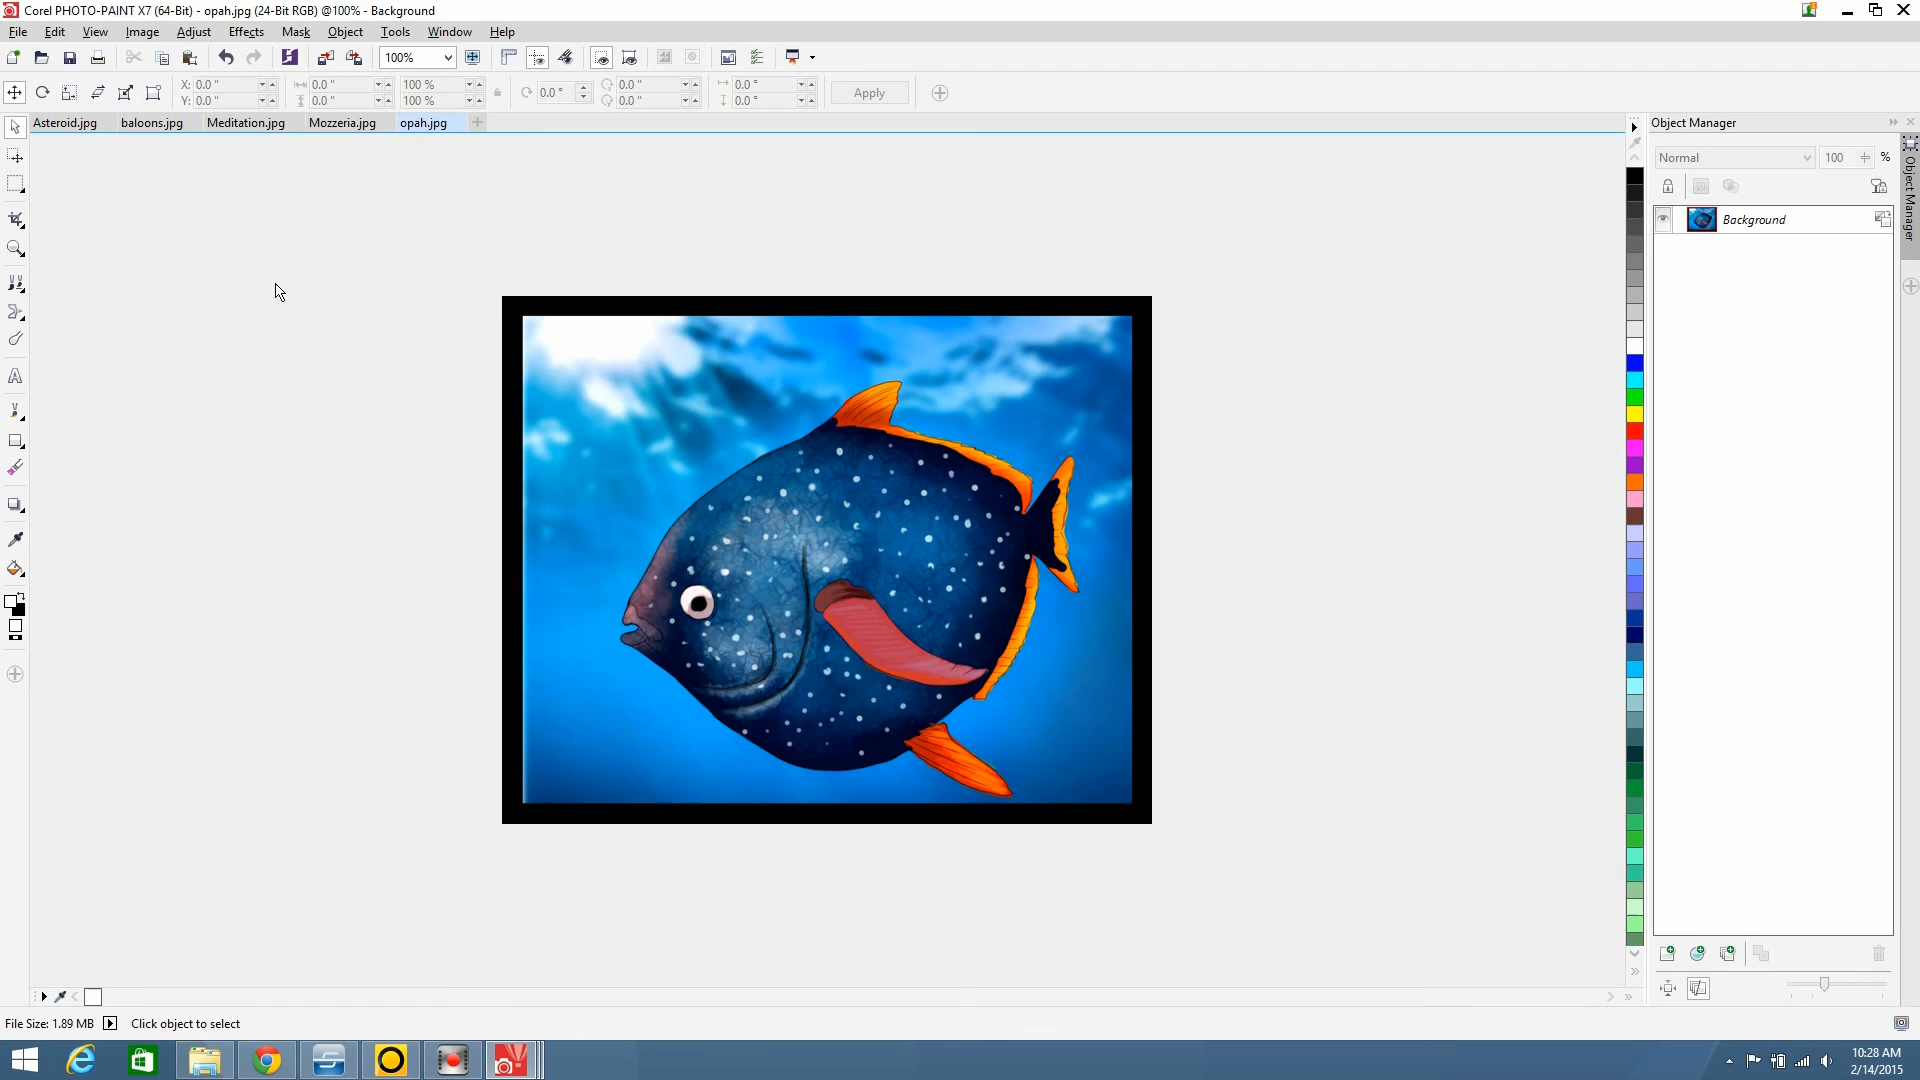 Corel PHOTO-PAINT X7 (64-Bit) - opah.jpg (24-Bit RGB) @100% - Background
File Edit View Image Adjust Effects Mask Object Tools Window Help
100%
X: 0.0 " 0.0 " 100 % 0.0 ° 0.0 " 0.0 ° Apply
Y: 0.0 " 0.0 " 100 % 0.0 " 0.0 °
Asteroid.jpg baloons.jpg Meditation.jpg Mozzeria.jpg opah.jpg
Object Manager
Normal 100 %
Object Manager
Background
File Size: 1.89 MB Click object to select
10:28 AM
2/14/2015